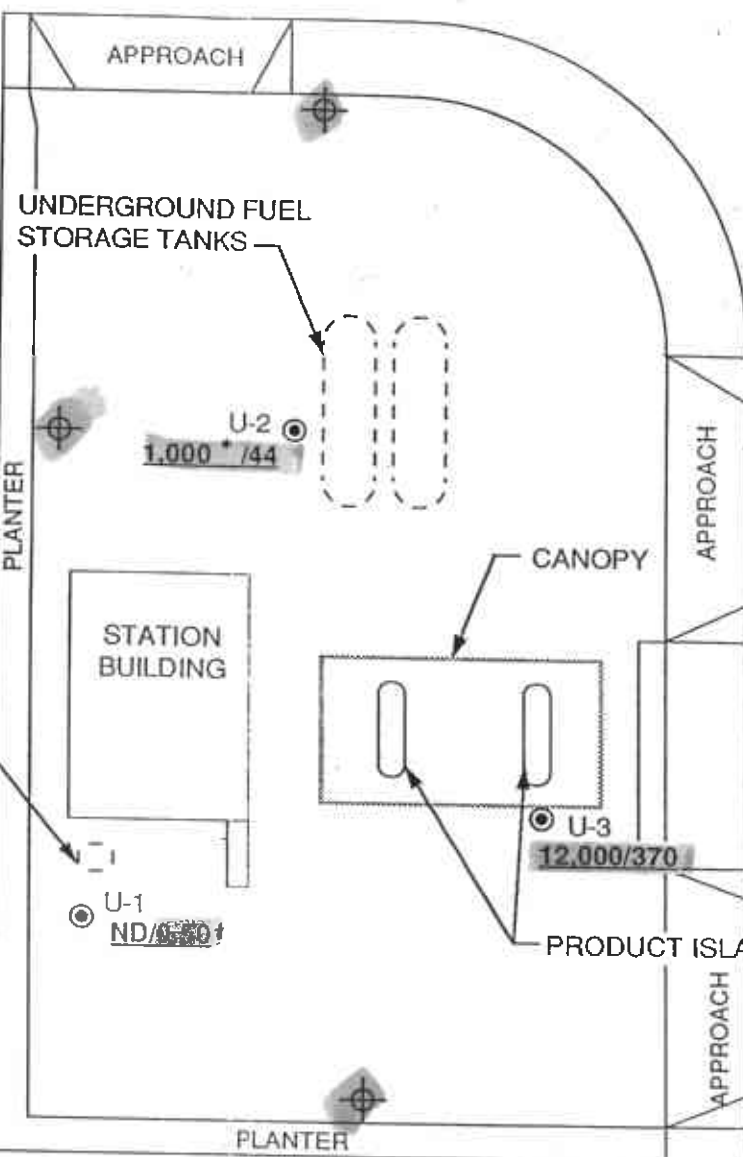 APPROACH
UNDERGROUND FUEL
STORAGE TANKS
U-2
1,000 * /44
PLANTER
APPROACH
CANOPY
STATION
BUILDING
U-3
12,000/370
U-1
ND/
PRODUCT ISLA
APPROACH
PLANTER